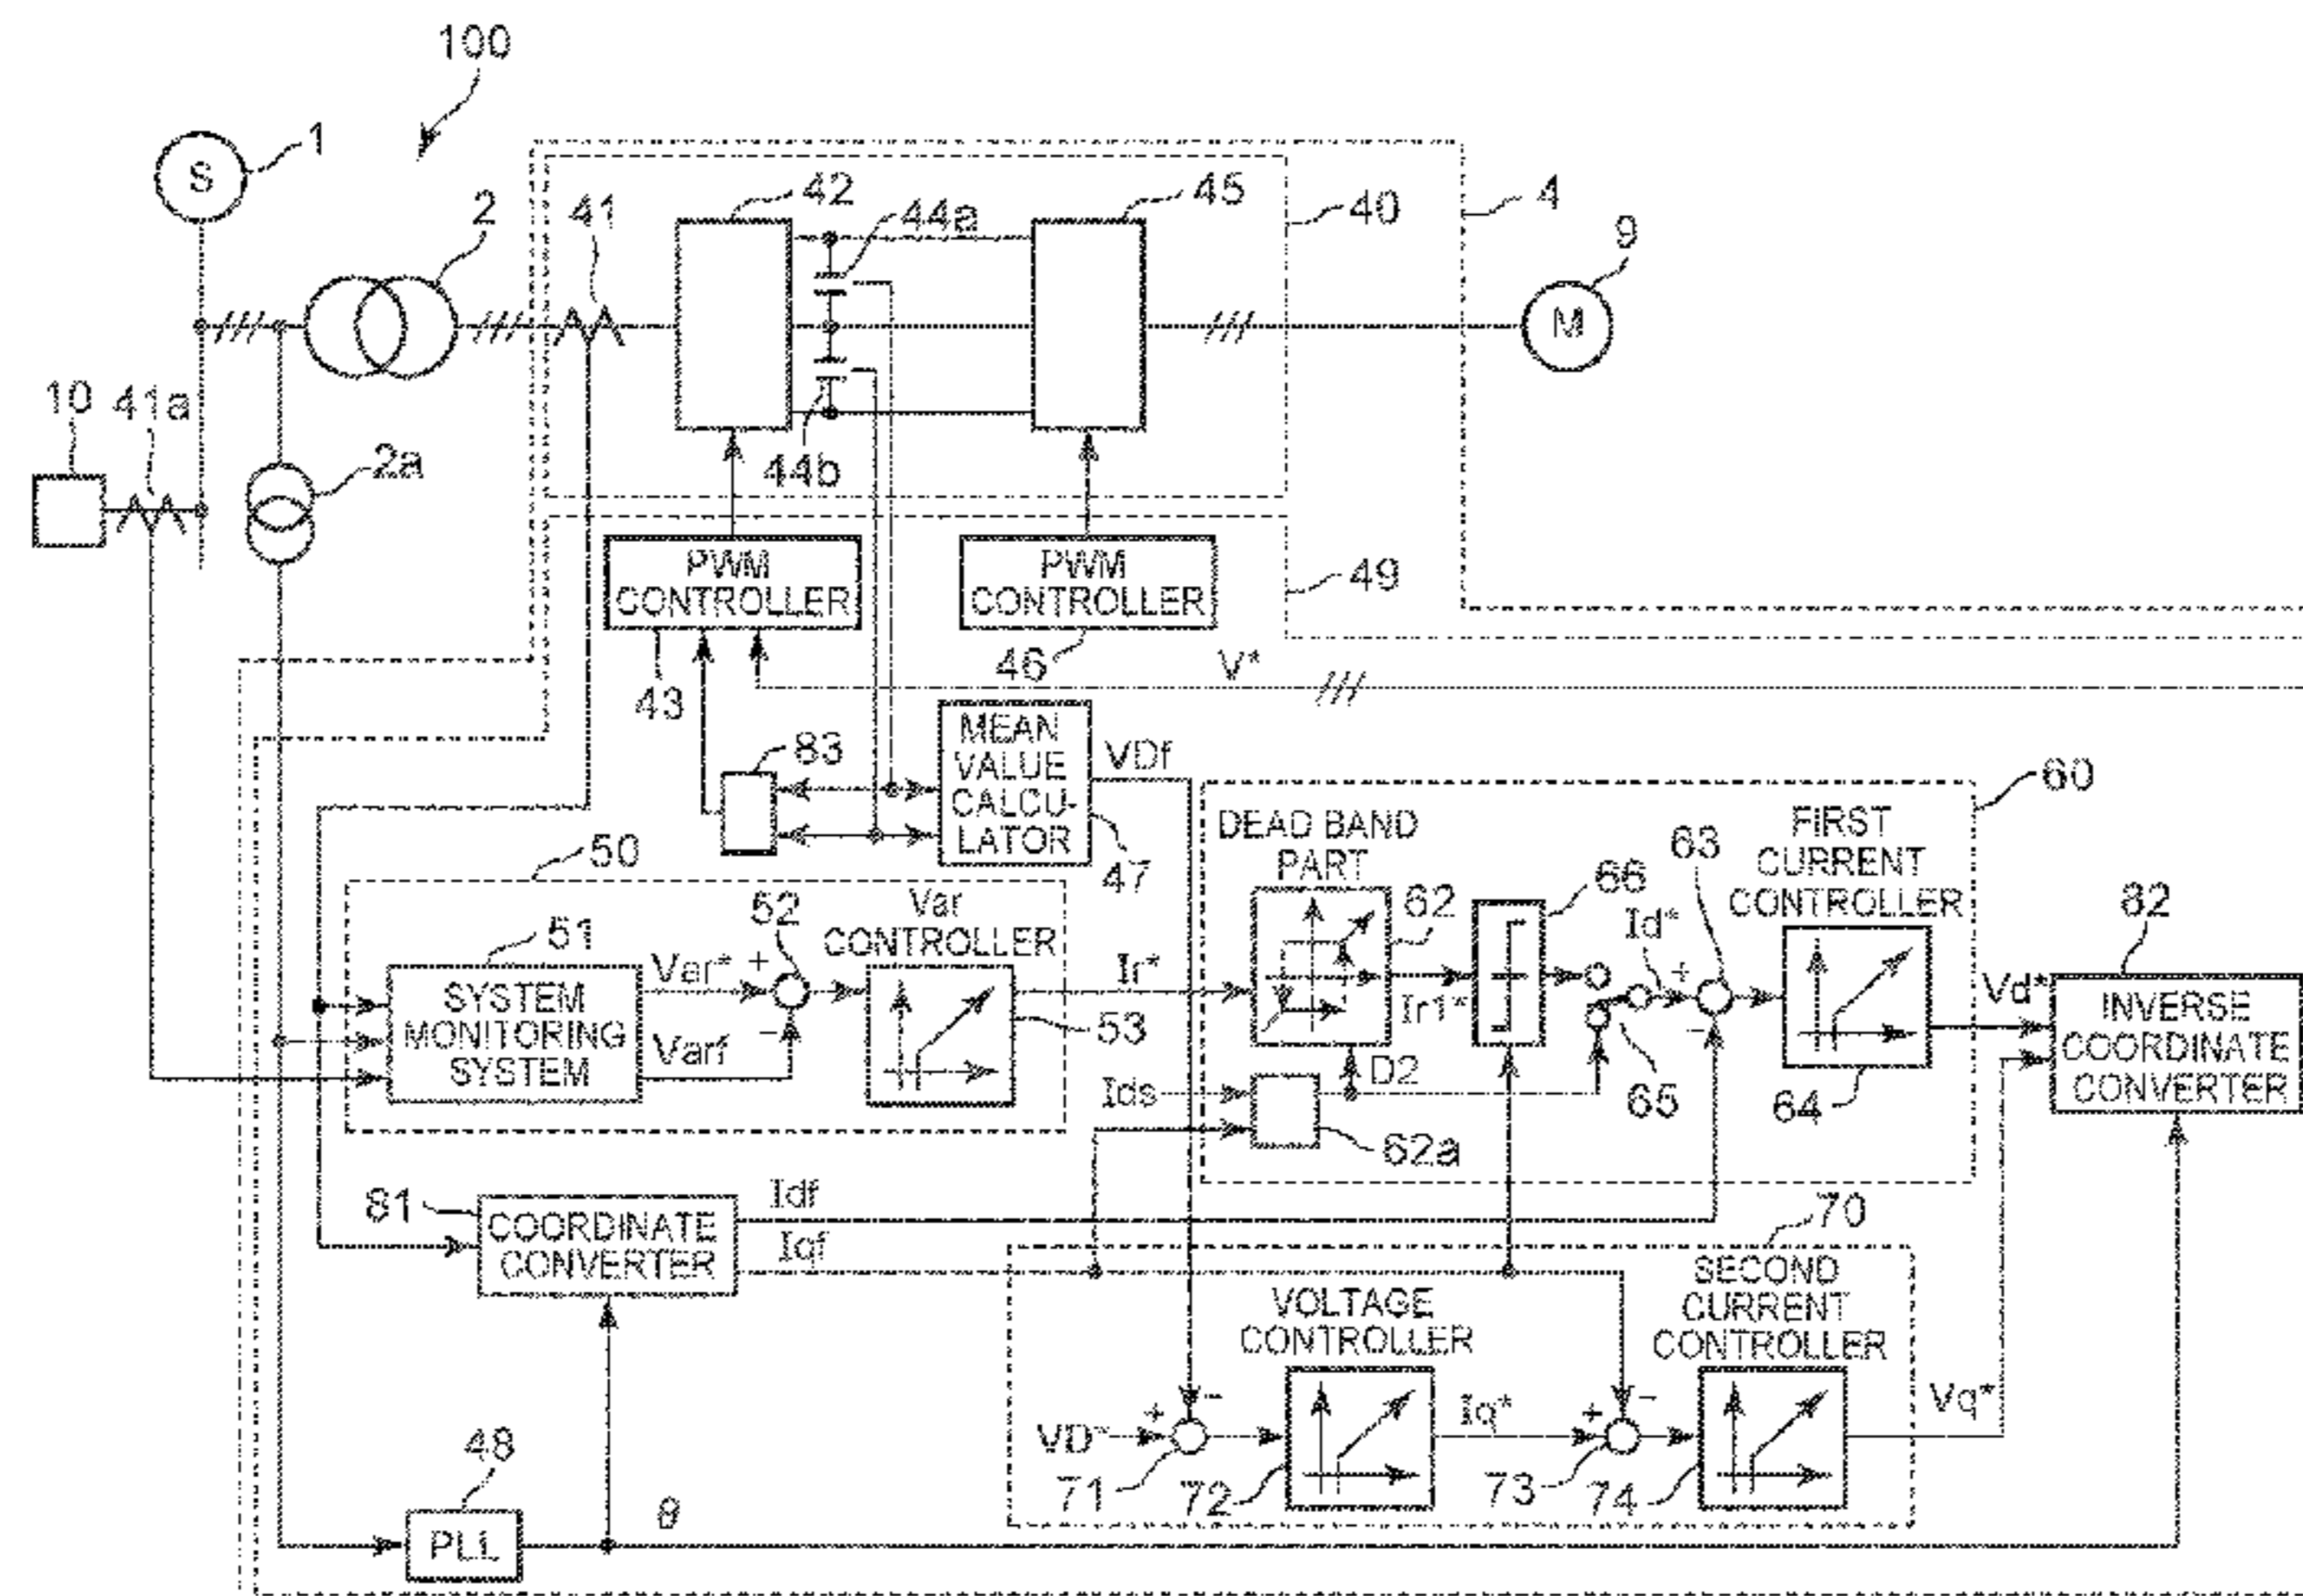 100
1
S
2
41
42
44a
45
40
4
9
M
10
41a
2a
44b
PWM
CONTROLLER
PWM
CONTROLLER
49
43
46
V*
83
MEAN
VALUE
CALCU-
LATOR
VDf
47
60
50
DEAD BAND
PART
62
66
63
FIRST
CURRENT
CONTROLLER
51
52
Var
CONTROLLER
Var*
+
SYSTEM
MONITORING
SYSTEM
Varf
-
53
Ir*
Ir1*
Id*
+
-
65
64
Vd*
82
INVERSE
COORDINATE
CONVERTER
Ids
D2
62a
81
COORDINATE
CONVERTER
Idf
Iqf
70
VOLTAGE
CONTROLLER
SECOND
CURRENT
CONTROLLER
VD*
+
-
71
72
Iq*
+
-
73
74
Vq*
48
PLL
θ